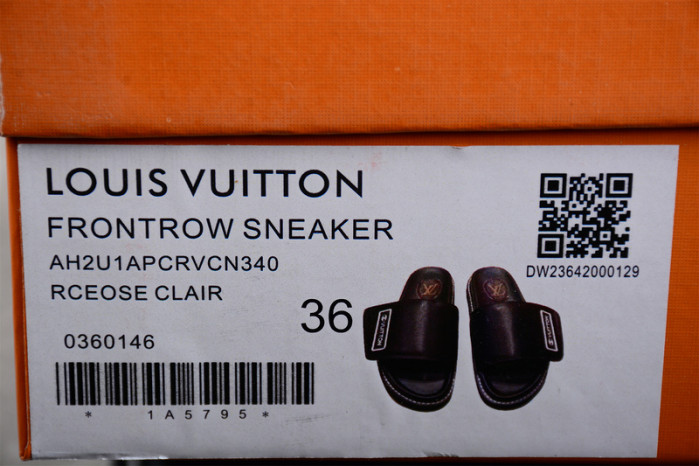 LOUIS VUITTON
FRONTROW SNEAKER
AH2U1APCRVCN340
RCEOSE CLAIR
36
DW23642000129
0360146
* 1A5795 *